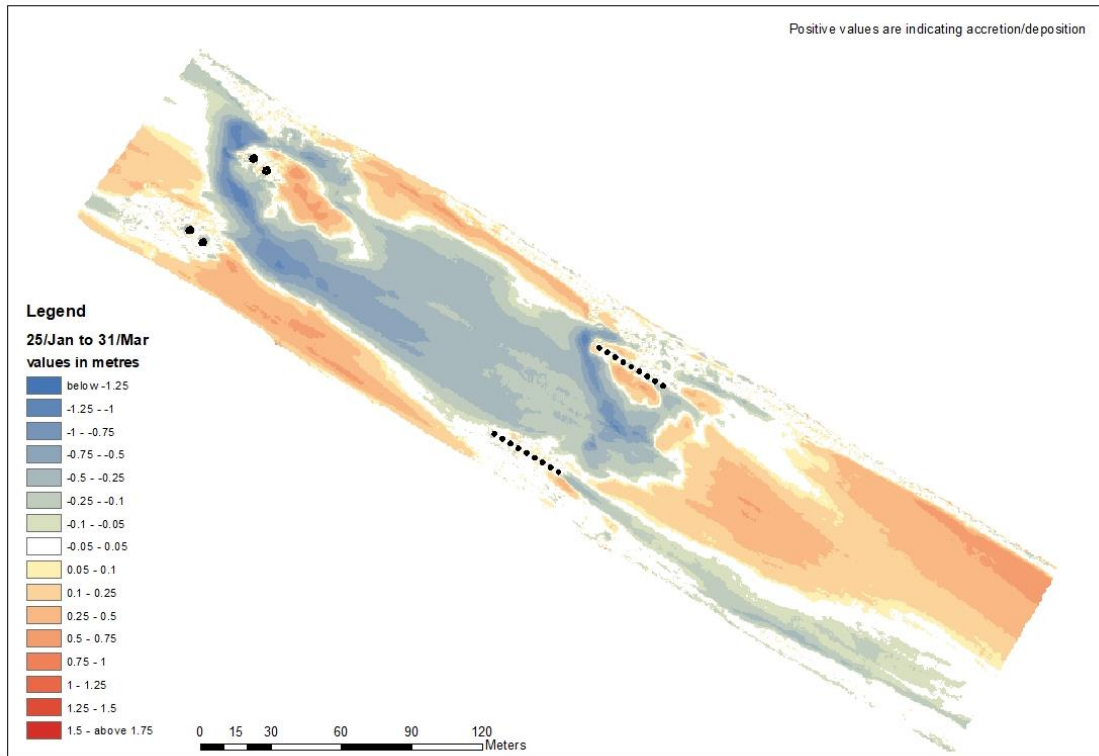 Positive values are indicating accretion/deposition
Legend
25/Jan to 31/Mar
values in metres
below -1.25
-1.25 - -1
-1 - -0.75
-0.75 - -0.5
-0.5 - -0.25
-0.25 - -0.1
-0.1 - -0.05
-0.05 - 0.05
0.05 - 0.1
0.1 - 0.25
0.25 - 0.5
0.5 - 0.75
0.75 - 1
1 - 1.25
1.25 - 1.5
1.5 - above 1.75
0 15 30 60 90 120
Meters